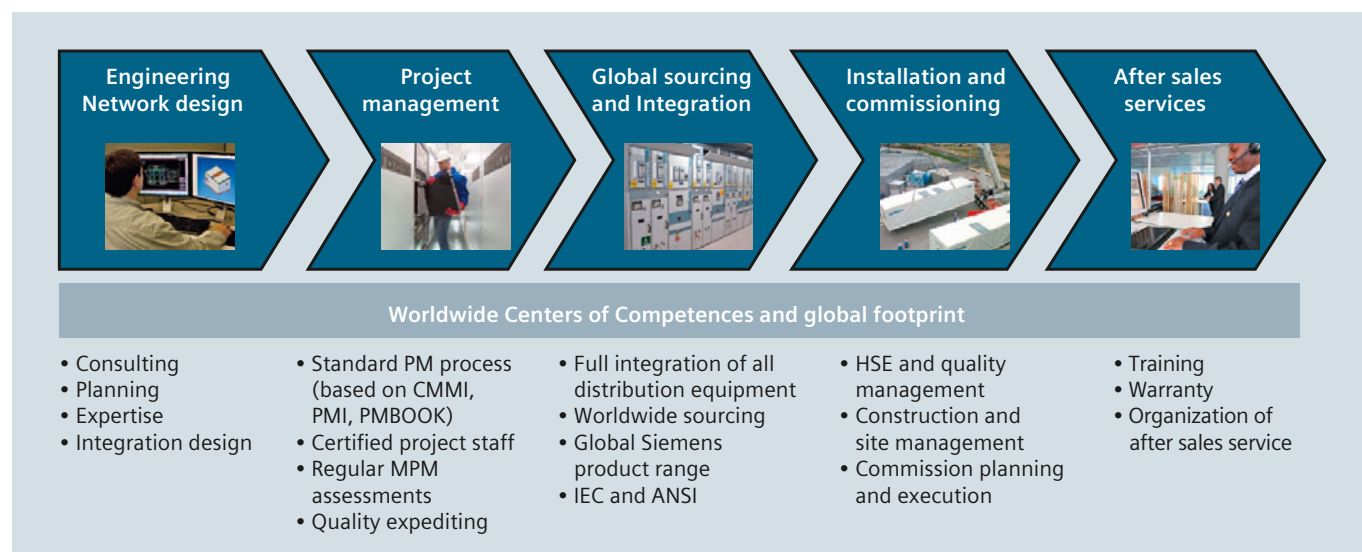 Engineering
Network design
Project
management
Global sourcing
and Integration
Installation and
commissioning
After sales
services
Worldwide Centers of Competences and global footprint
• Consulting
• Planning
• Expertise
• Integration design
• Standard PM process
(based on CMMI,
PMI, PMBOOK)
• Certified project staff
• Regular MPM
assessments
• Quality expediting
• Full integration of all
distribution equipment
• Worldwide sourcing
• Global Siemens
product range
• IEC and ANSI
• HSE and quality
management
• Construction and
site management
• Commission planning
and execution
• Training
• Warranty
• Organization of
after sales service